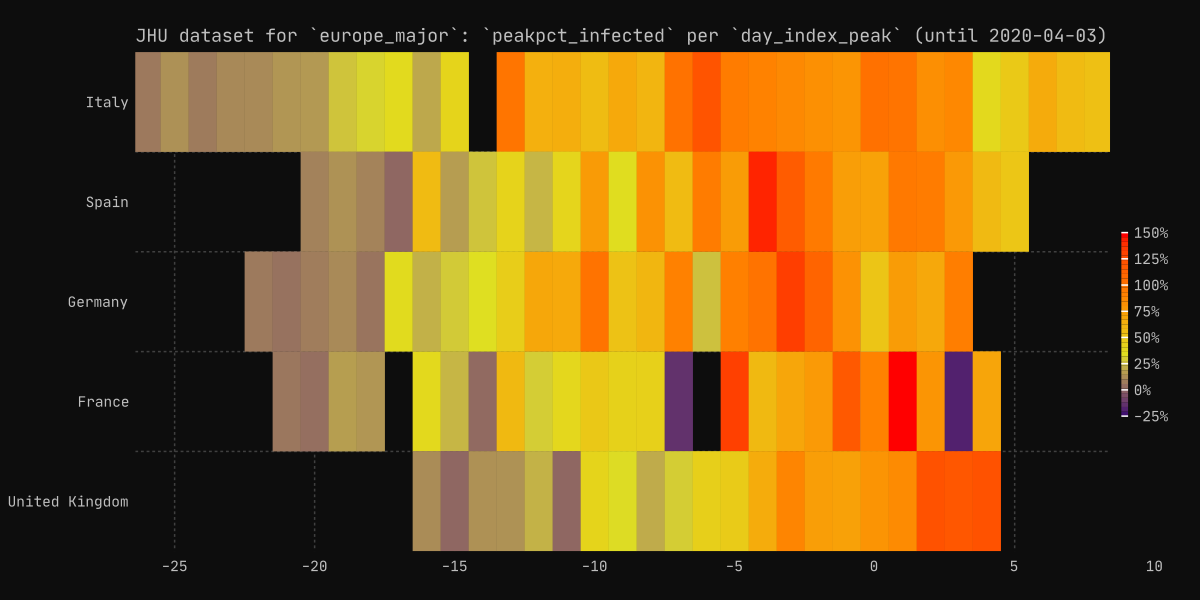 JHU dataset for `europe_major`: `peakpct_infected` per `day_index_peak` (until 2020-04-03)
Italy
Spain
Germany
France
United Kingdom
150%
125%
100%
75%
50%
25%
0%
-25%
-25 -20 -15 -10 -5 0 5 10